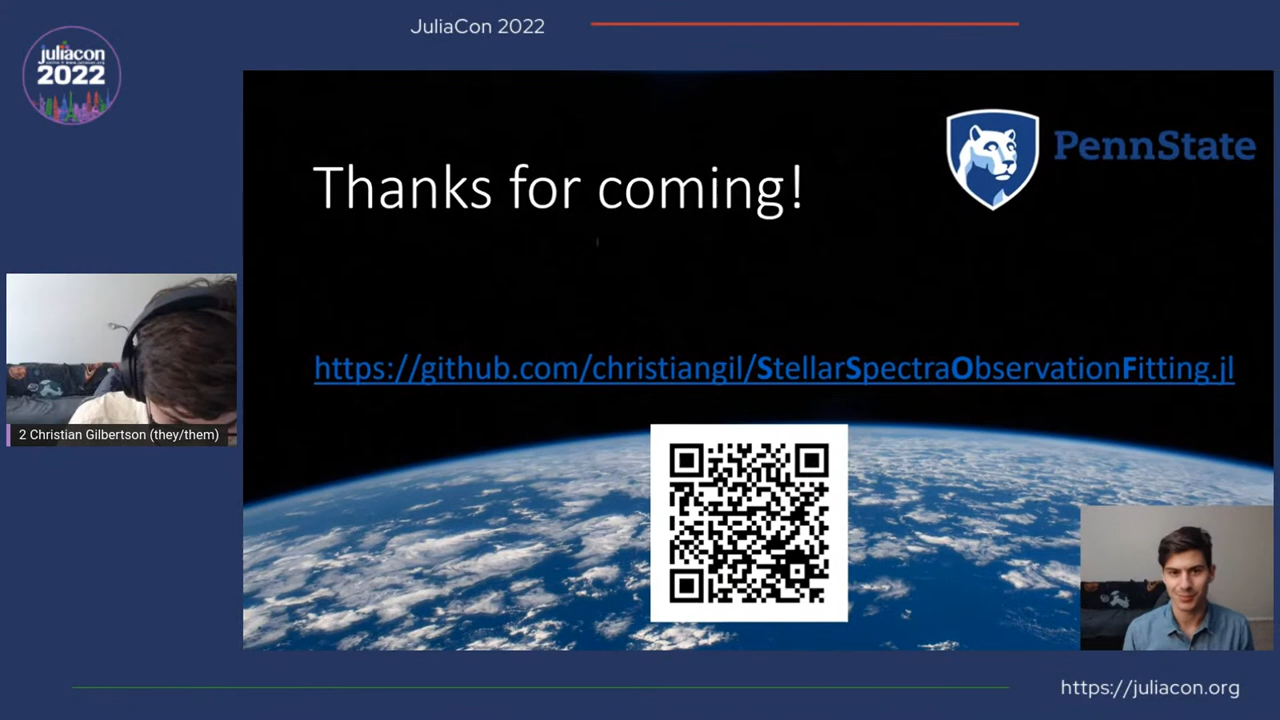 JuliaCon 2022
juliacon
2022
PennState
Thanks for coming!
https://github.com/christiangil/StellarSpectraObservationFitting.jl
2 Christian Gilbertson (they/them)
https://juliacon.org